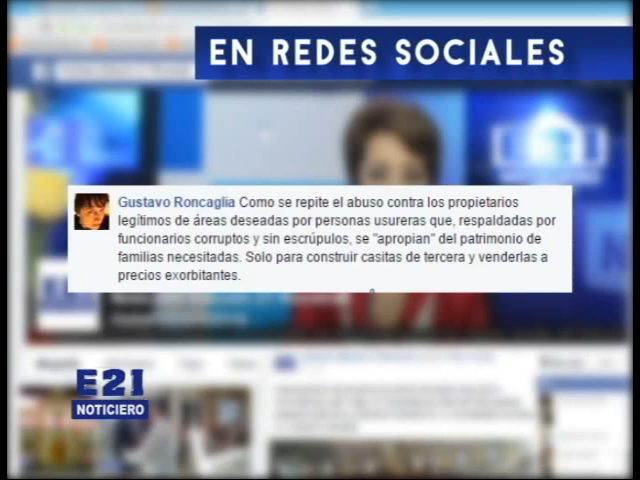 EN REDES SOCIALES
Gustavo Roncaglia Como se repite el abuso contra los propietarios
legítimos de áreas deseadas por personas usureras que, respaldadas por
funcionarios corruptos y sin escrúpulos, se "apropian" del patrimonio de
familias necesitadas. Solo para construir casitas de tercera y venderlas a
precios exorbitantes.
E21
NOTICIERO